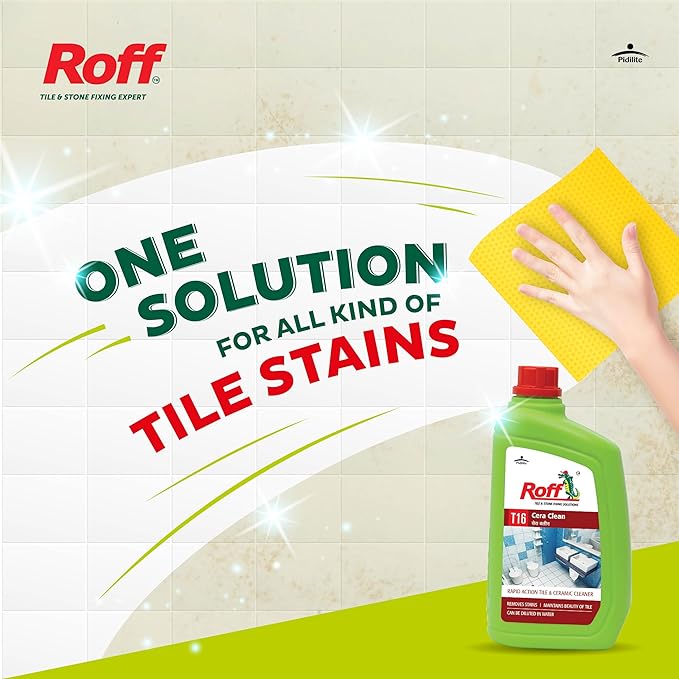 Roff
TILE & STONE FIXING EXPERT
Pidilite
ONE
SOLUTION
FOR ALL KIND OF
TILE STAINS
Pidilite
Roff
TILE & STONE FIXING SOLUTIONS
T16 Cera Clean
सेरा क्लीन
RAPID ACTION TILE & CERAMIC CLEANER
REMOVES STAINS | MAINTAINS BEAUTY OF TILE
CAN BE DILUTED IN WATER